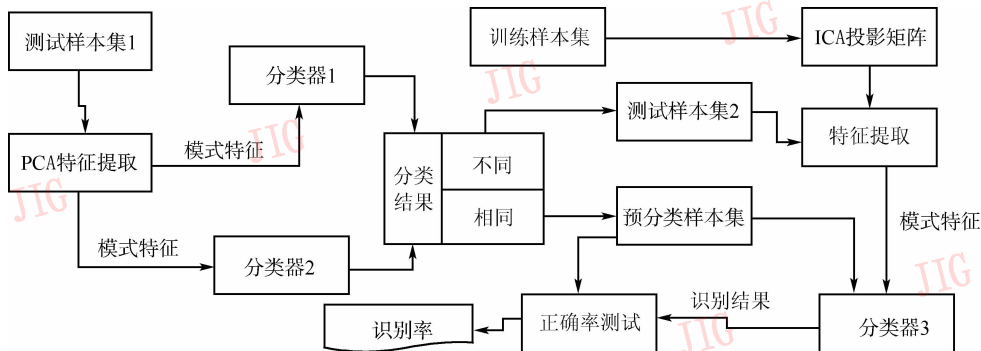 测试样本集1
训练样本集
ICA投影矩阵
JIG
分类器1
JIG
测试样本集2
特征提取
PCA特征提取
模式特征
JIG
分类结果
不同
相同
JIG
预分类样本集
模式特征
模式特征
分类器2
JIG
识别结果
识别率
正确率测试
JIG
分类器3